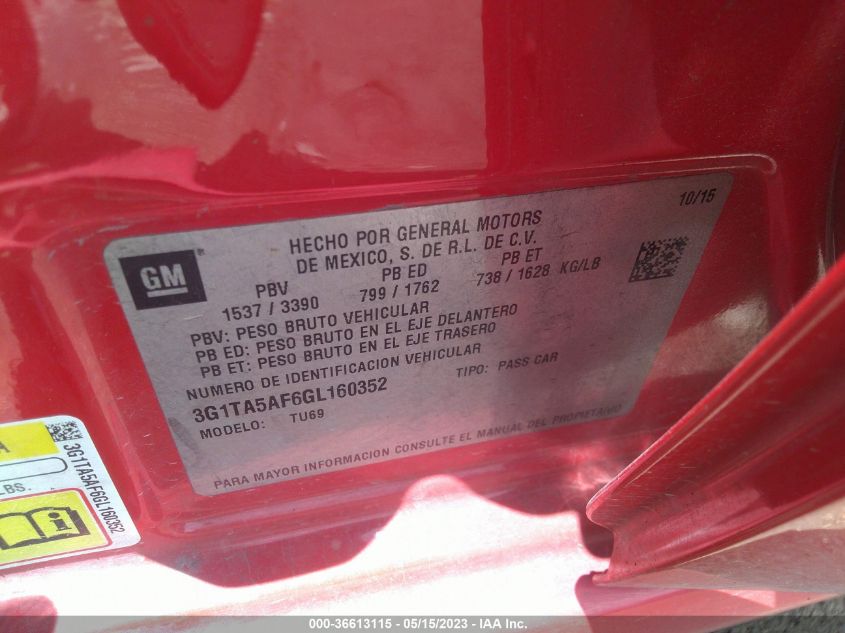 10/15
GM
HECHO POR GENERAL MOTORS
DE MEXICO, S. DE R.L. DE C.V.
PBV PB ED PB ET
1537 / 3390 799 / 1762 738 / 1628 KG/LB
PBV: PESO BRUTO VEHICULAR
PB ED: PESO BRUTO EN EL EJE DELANTERO
PB ET: PESO BRUTO EN EL EJE TRASERO
NUMERO DE IDENTIFICACION VEHICULAR
3G1TA5AF6GL160352 TIPO: PASS CAR
MODELO: TU69
PARA MAYOR INFORMACION CONSULTE EL MANUAL DEL PROPIETARIO
A
LBS.
3G1TA5AF6GL160352
000-36613115 - 05/15/2023 - IAA Inc.